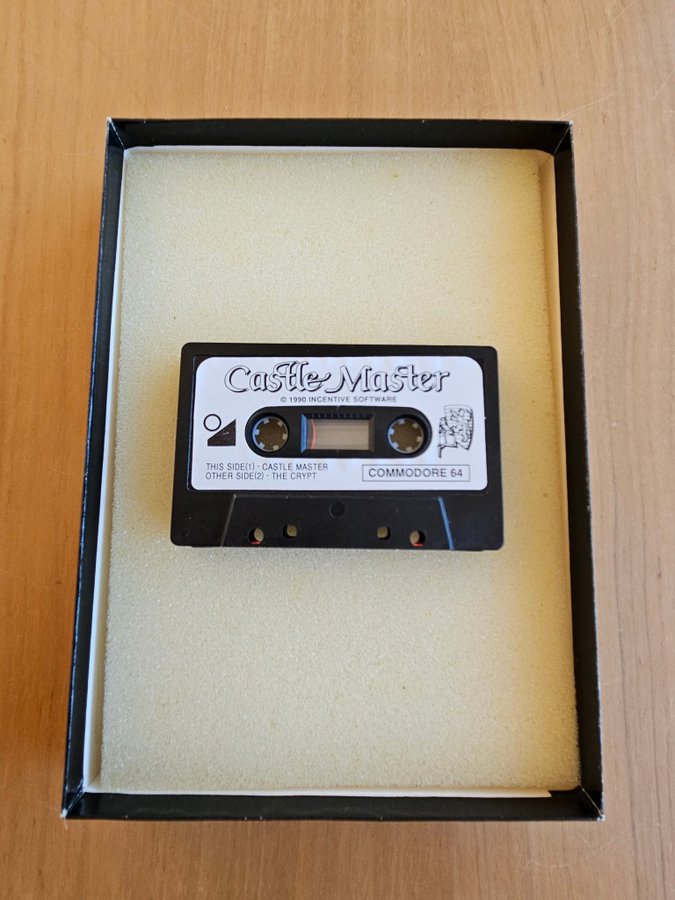 Castle Master
© 1990 INCENTIVE SOFTWARE
THIS SIDE(1) · CASTLE MASTER
OTHER SIDE(2) · THE CRYPT
COMMODORE 64